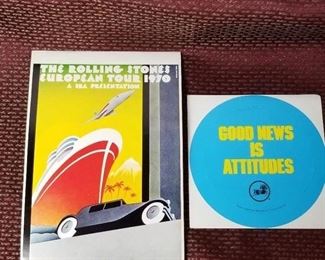 THE ROLLING STONES
EUROPEAN TOUR 1970
A SBA PRESENTATION
GOOD NEWS
IS
ATTITUDES